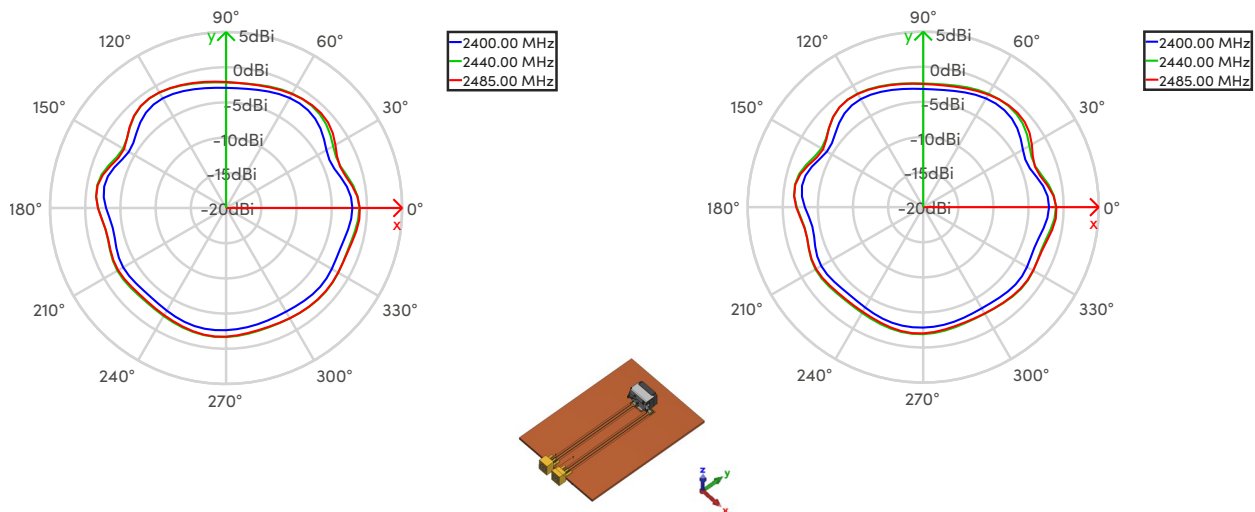 90°
120°
60°
150°
30°
180°
0°
210°
330°
240°
300°
270°
y
x
5dBi
0dBi
-5dBi
-10dBi
-15dBi
-20dBi
2400.00 MHz
2440.00 MHz
2485.00 MHz
90°
120°
60°
150°
30°
180°
0°
210°
330°
240°
300°
270°
y
x
5dBi
0dBi
-5dBi
-10dBi
-15dBi
-20dBi
2400.00 MHz
2440.00 MHz
2485.00 MHz
z
y
x